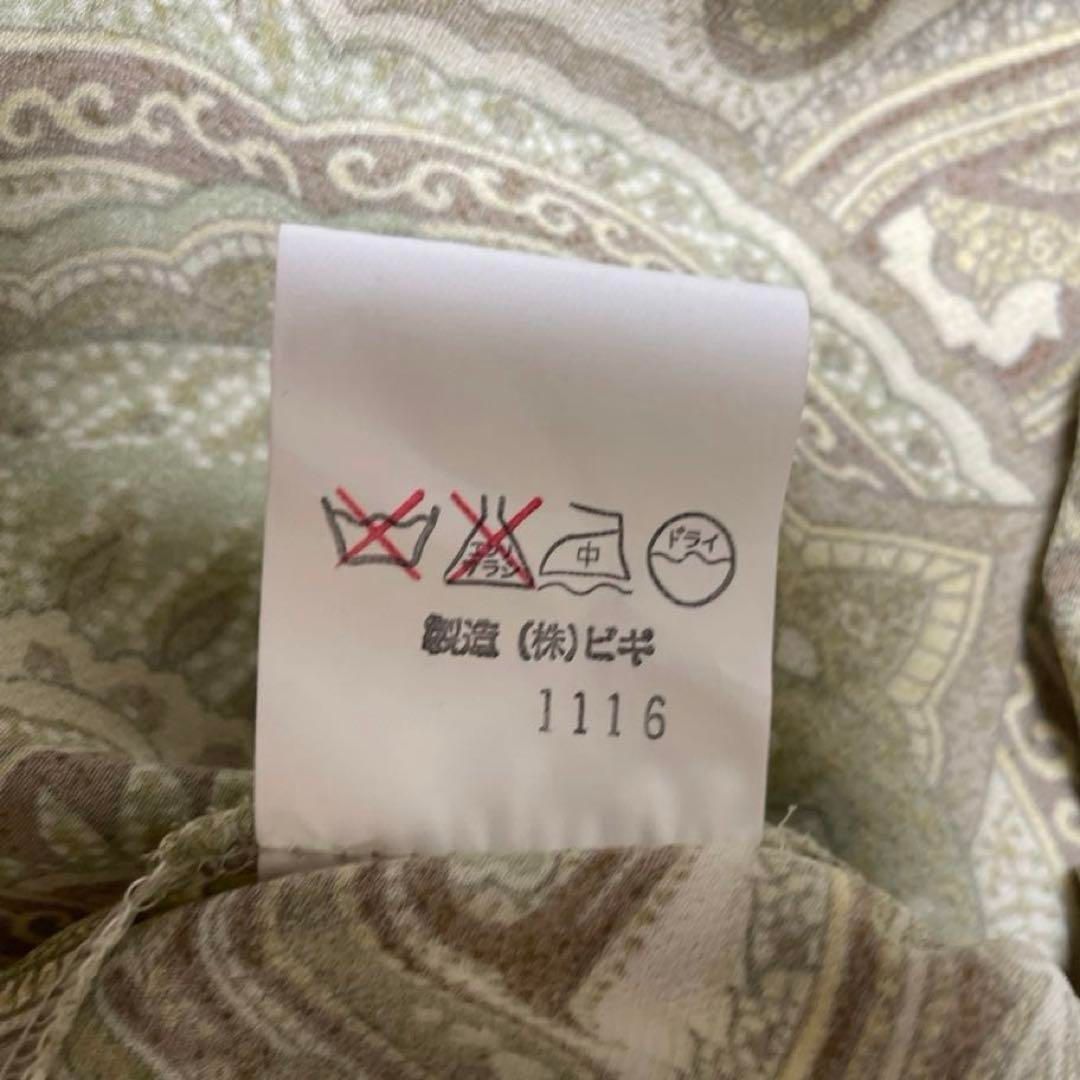 エンソ
サラシ
中
ドライ
製造 (株)ビギ
1116